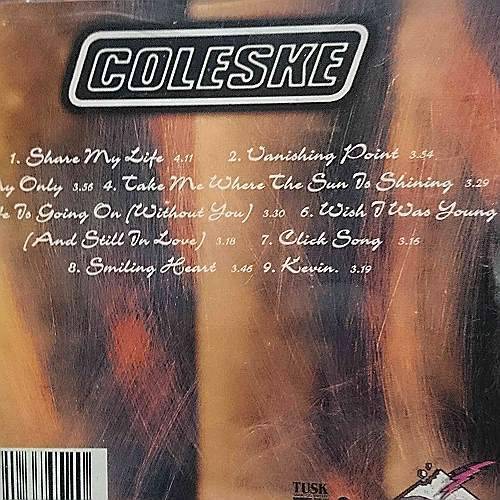 COLESKE
1. Share My Life 4.11 2. Vanishing Point 3.54
Only 3.56 4. Take Me Where The Sun Is Shining 3.29
Is Going On (Without You) 3.30 6. Wish I Was Young
(And Still In Love) 3.18 7. Click Song 3.16
8. Smiling Heart 3.46 9. Kevin. 3.19
TUSK